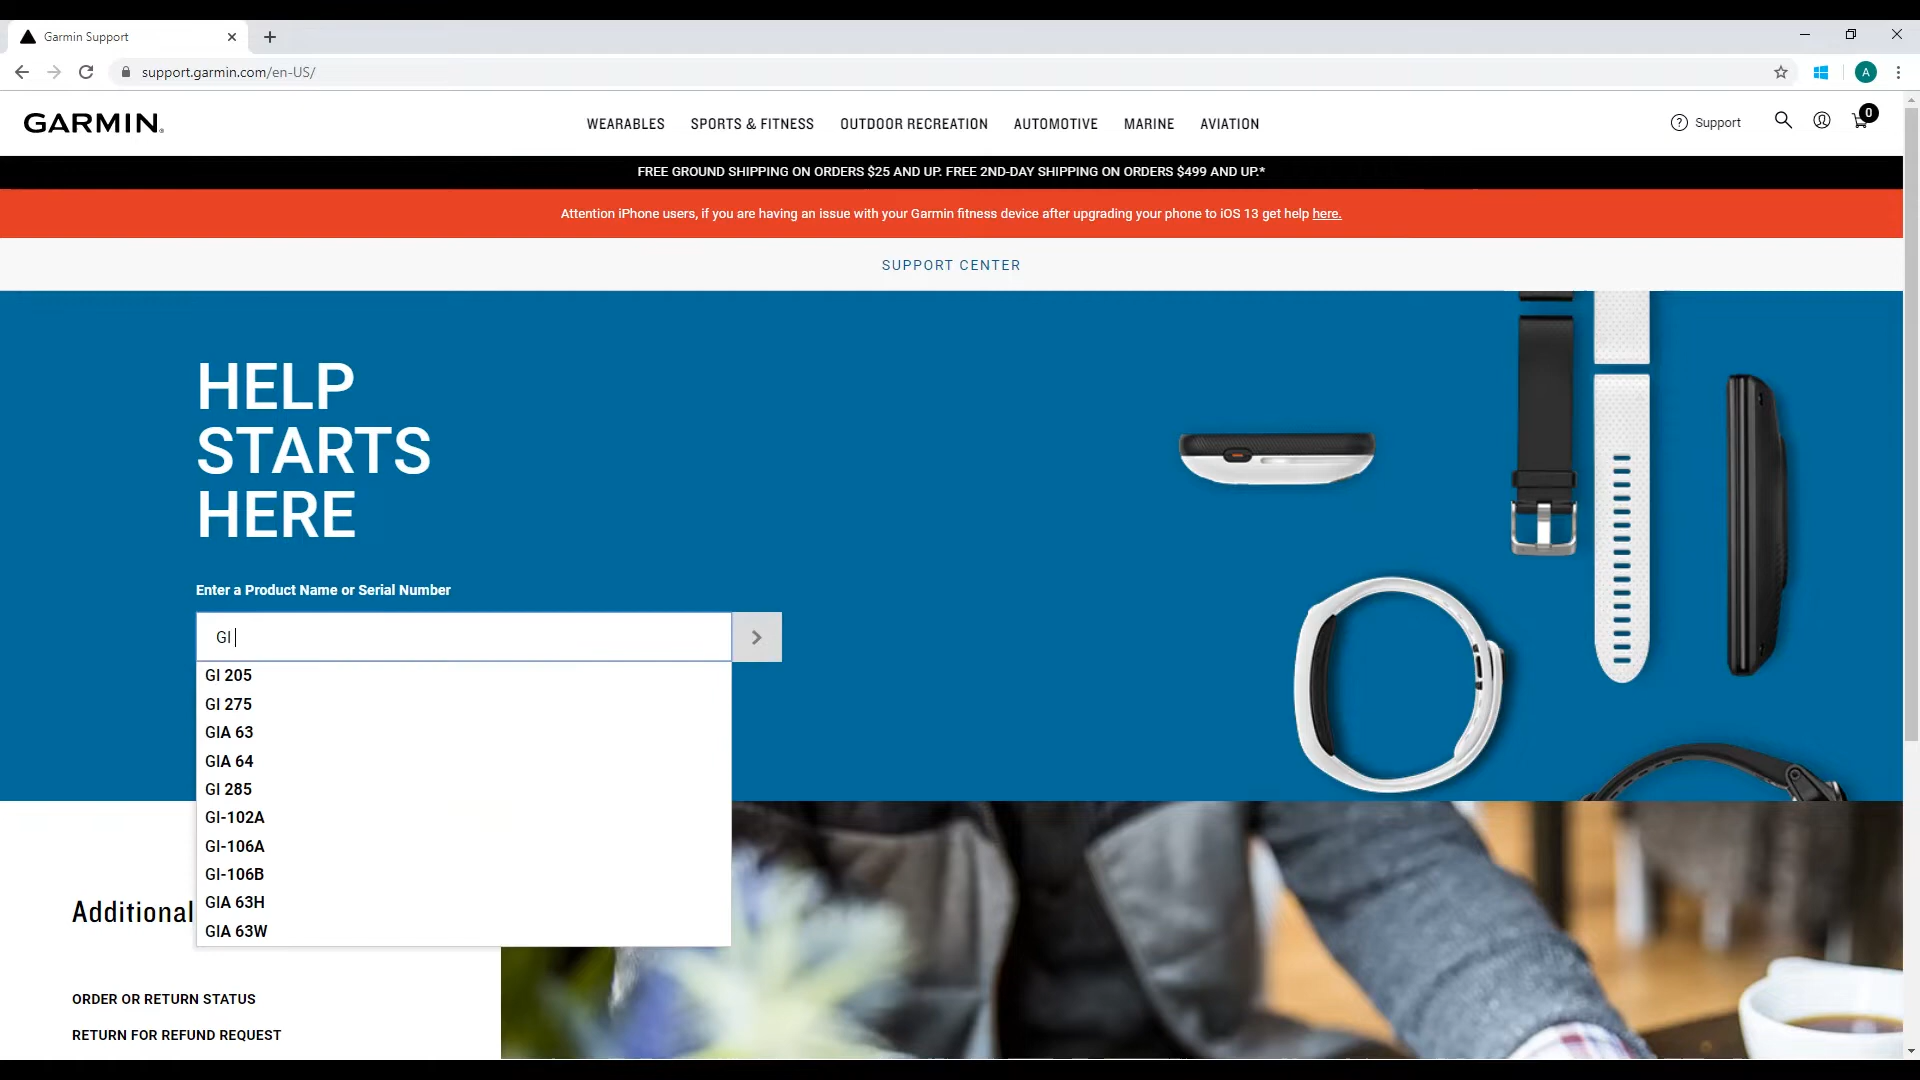 Garmin Support
support.garmin.com/en-US/
A
GARMIN
WEARABLES SPORTS & FITNESS OUTDOOR RECREATION AUTOMOTIVE MARINE AVIATION
? Support
0
FREE GROUND SHIPPING ON ORDERS $25 AND UP. FREE 2ND-DAY SHIPPING ON ORDERS $499 AND UP.*
Attention iPhone users, if you are having an issue with your Garmin fitness device after upgrading your phone to iOS 13 get help here.
SUPPORT CENTER
HELP
STARTS
HERE
Enter a Product Name or Serial Number
GI
GI 205
GI 275
GIA 63
GIA 64
GI 285
GI-102A
GI-106A
GI-106B
GIA 63H
GIA 63W
Additional
ORDER OR RETURN STATUS
RETURN FOR REFUND REQUEST